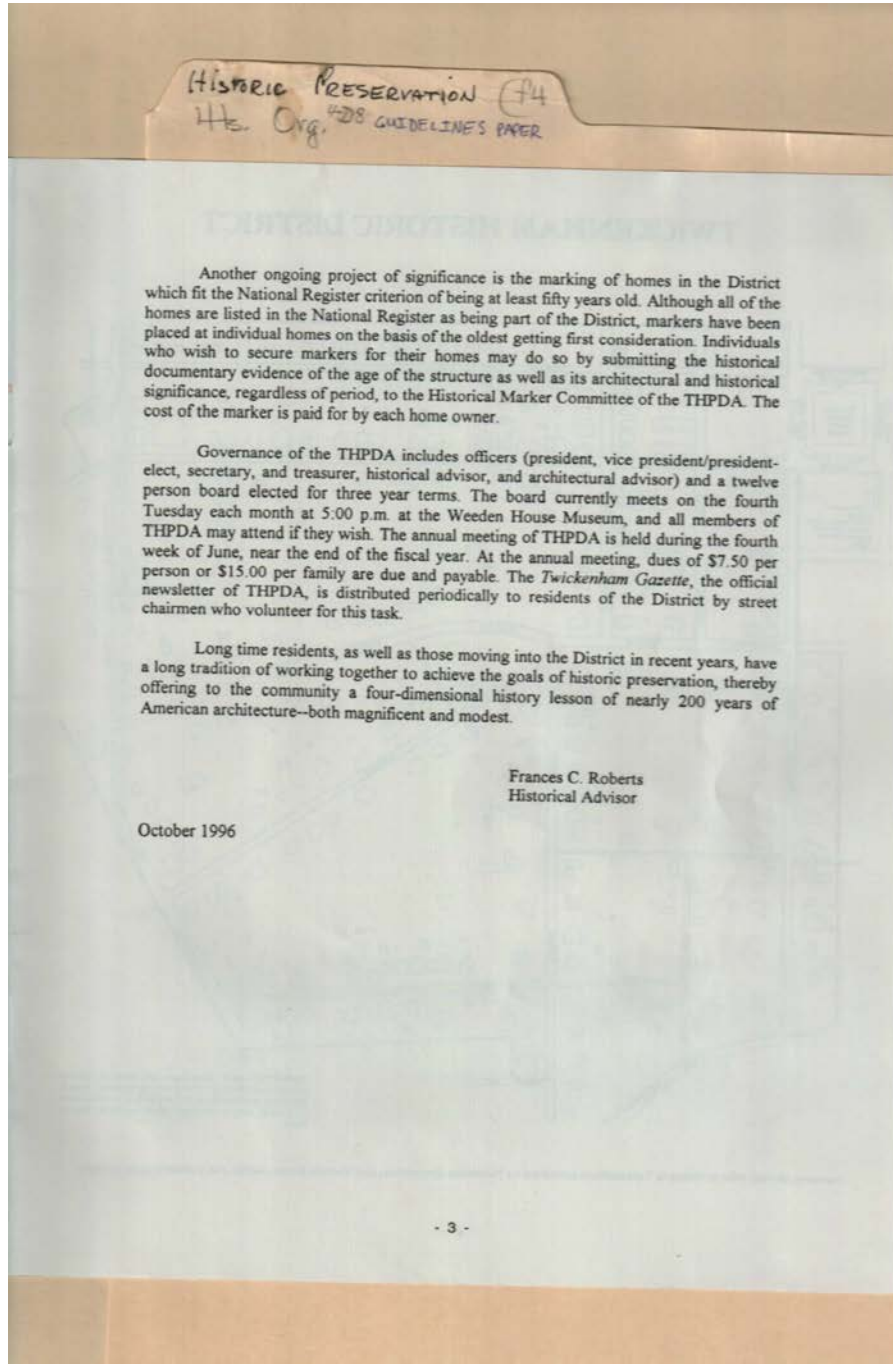 HISTORIC PRESERVATION (f4
Hs. Org. 4-D8 GUIDELINES PAPER
TWICKENHAM HISTORIC DISTRICT
Another ongoing project of significance is the marking of homes in the District
which fit the National Register criterion of being at least fifty years old. Although all of the
homes are listed in the National Register as being part of the District, markers have been
placed at individual homes on the basis of the oldest getting first consideration. Individuals
who wish to secure markers for their homes may do so by submitting the historical
documentary evidence of the age of the structure as well as its architectural and historical
significance, regardless of period, to the Historical Marker Committee of the THPDA. The
cost of the marker is paid for by each home owner.
Governance of the THPDA includes officers (president, vice president/president-
elect, secretary, and treasurer, historical advisor, and architectural advisor) and a twelve
person board elected for three year terms. The board currently meets on the fourth
Tuesday each month at 5:00 p.m. at the Weeden House Museum, and all members of
THPDA may attend if they wish. The annual meeting of THPDA is held during the fourth
week of June, near the end of the fiscal year. At the annual meeting, dues of $7.50 per
person or $15.00 per family are due and payable. The Twickenham Gazette, the official
newsletter of THPDA, is distributed periodically to residents of the District by street
chairmen who volunteer for this task.
Long time residents, as well as those moving into the District in recent years, have
a long tradition of working together to achieve the goals of historic preservation, thereby
offering to the community a four-dimensional history lesson of nearly 200 years of
American architecture--both magnificent and modest.
Frances C. Roberts
Historical Advisor
October 1996
- 3 -